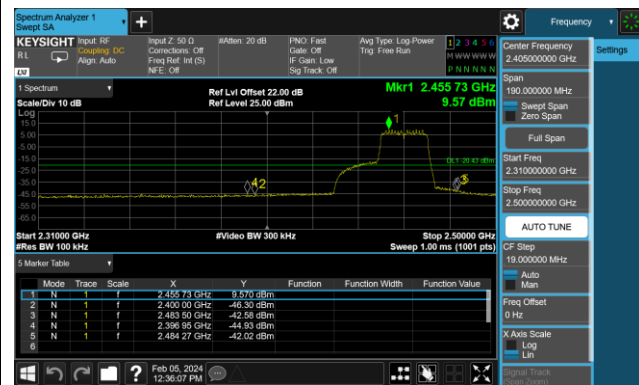 Spectrum Analyzer 1
Swept SA
Frequency
KEYSIGHT Input: RF Input Z: 50 Ω #Atten: 20 dB PNO: Fast Avg Type: Log-Power 1 2 3 4 5 6
RL Coupling: DC Corrections: Off Gate: Off Trig: Free Run M W W W W W
Align: Auto Freq Ref: Int (S) IF Gain: Low P N N N N N
LXI NFE: Off Sig Track: Off
Center Frequency
2.405000000 GHz
Settings
1 Spectrum Ref Lvl Offset 22.00 dB Mkr1 2.455 73 GHz
Scale/Div 10 dB Ref Level 25.00 dBm 9.57 dBm
Span
190.000000 MHz
Swept Span
Zero Span
Log
15.0
5.00
-5.00
-15.0
-25.0
-35.0
-45.0
-55.0
-65.0
1
42
Full Span
Start Freq
2.310000000 GHz
Stop Freq
2.500000000 GHz
AUTO TUNE
Start 2.31000 GHz #Video BW 300 kHz Stop 2.50000 GHz
#Res BW 100 kHz Sweep 1.00 ms (1001 pts)
CF Step
19.000000 MHz
Auto
Man
5 Marker Table
Mode Trace Scale X Y Function Function Width Function Value
1 N 1 f 2.455 73 GHz 9.570 dBm
2 N 1 f 2.400 00 GHz -46.30 dBm
3 N 1 f 2.483 50 GHz -42.58 dBm
4 N 1 f 2.396 95 GHz -44.93 dBm
5 N 1 f 2.484 27 GHz -42.02 dBm
6
Freq Offset
0 Hz
X Axis Scale
Log
Lin
Signal Track
(Span Zoom)
? Feb 05, 2024
12:36:07 PM